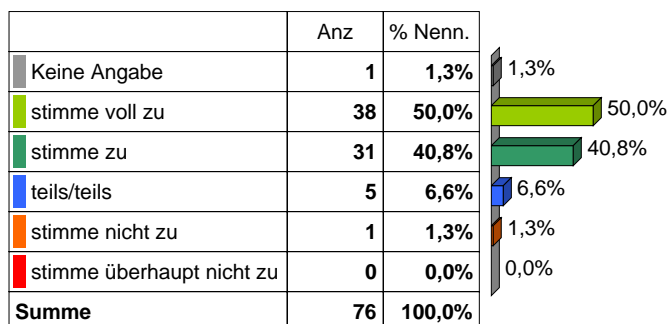 Anz % Nenn.
Keine Angabe 1 1,3% 1,3%
stimme voll zu 38 50,0% 50,0%
stimme zu 31 40,8% 40,8%
teils/teils 5 6,6% 6,6%
stimme nicht zu 1 1,3% 1,3%
stimme überhaupt nicht zu 0 0,0% 0,0%
Summe 76 100,0%